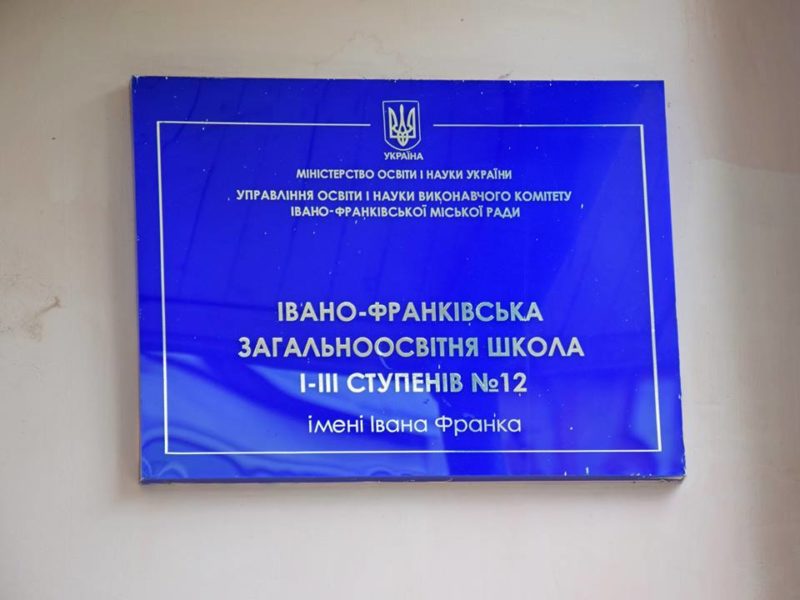 УКРАЇНА
МІНІСТЕРСТВО ОСВІТИ І НАУКИ УКРАЇНИ
УПРАВЛІННЯ ОСВІТИ І НАУКИ ВИКОНАВЧОГО КОМІТЕТУ
ІВАНО-ФРАНКІВСЬКОЇ МІСЬКОЇ РАДИ
ІВАНО-ФРАНКІВСЬКА
ЗАГАЛЬНООСВІТНЯ ШКОЛА
І-ІІІ СТУПЕНІВ №12
імені Івана Франка